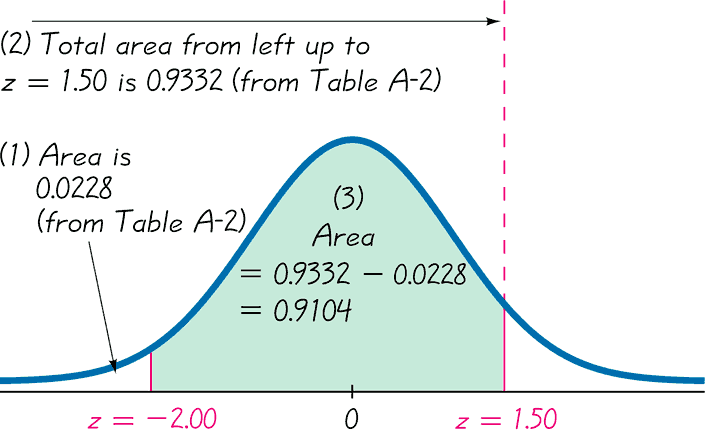 (2) Total area from left up to
z = 1.50 is 0.9332 (from Table A-2)
(1) Area is
0.0228
(from Table A-2)
(3)
Area
= 0.9332 − 0.0228
= 0.9104
z = −2.00
0
z = 1.50